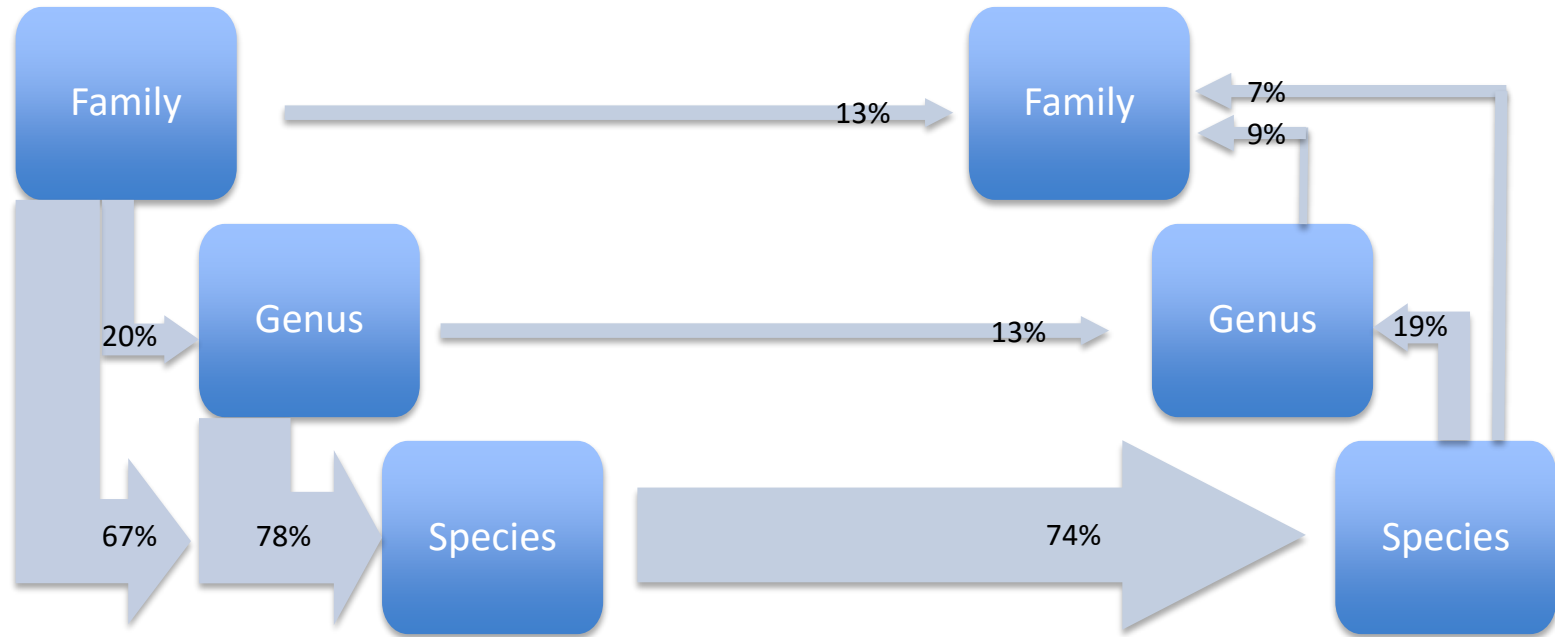 Family
Family
13%
7%
9%
Genus
Genus
20%
13%
19%
Species
Species
67%
78%
74%